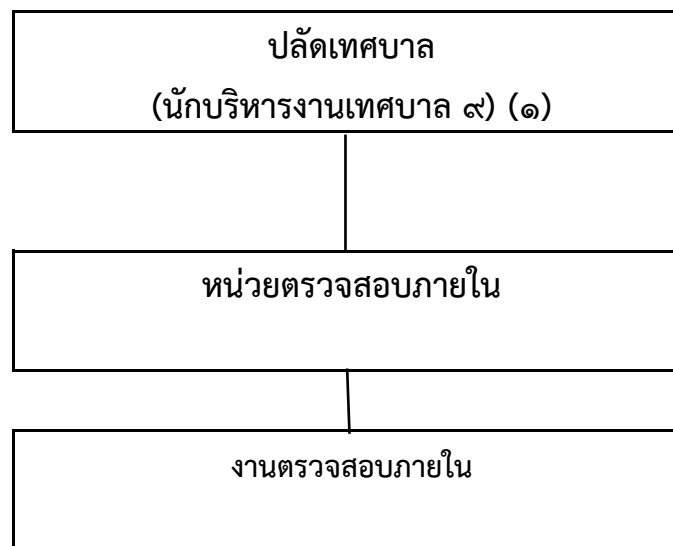 ปลัดเทศบาล
(นักบริหารงานเทศบาล ๙) (๑)
หน่วยตรวจสอบภายใน
งานตรวจสอบภายใน